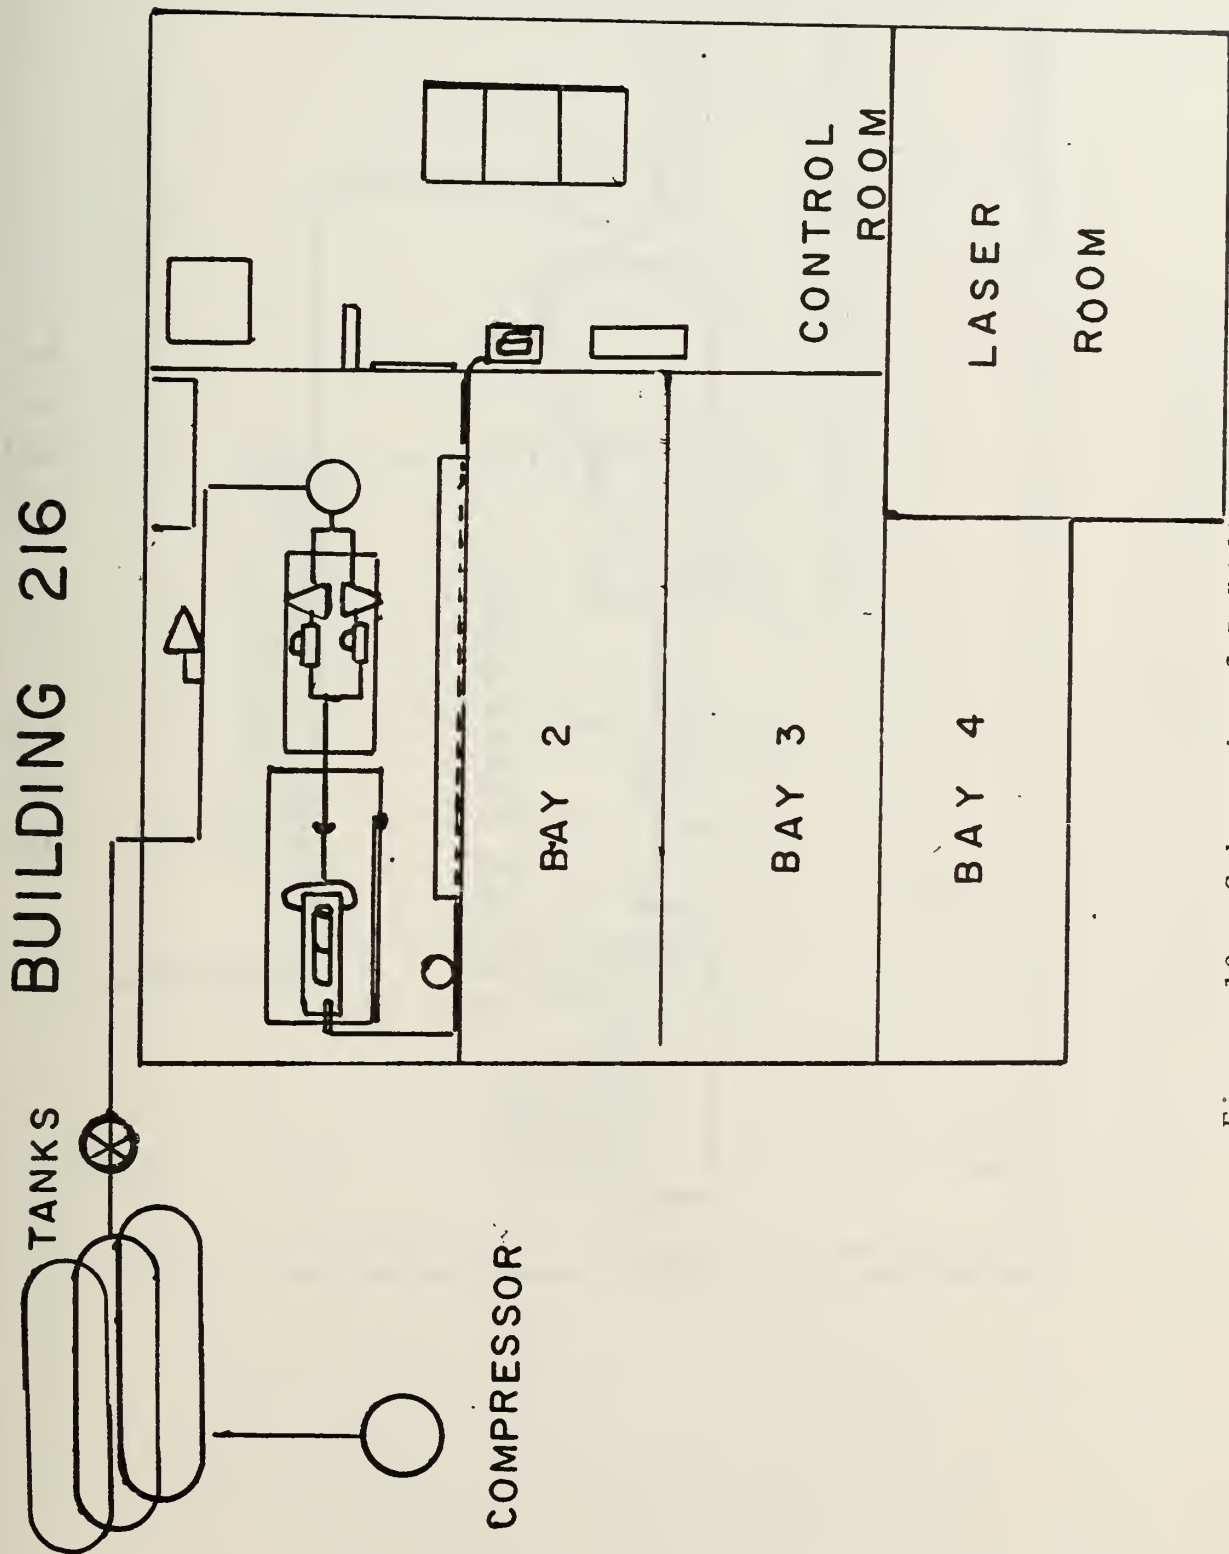 BUILDING 216
TANKS
COMPRESSOR
BAY 2
BAY 3
BAY 4
CONTROL
ROOM
LASER
ROOM